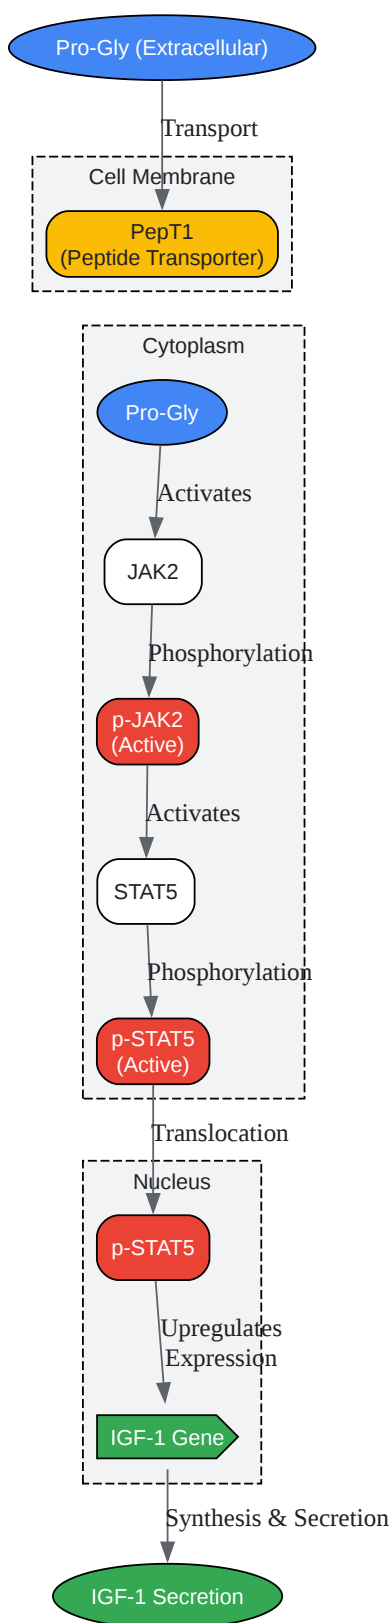 Pro-Gly (Extracellular)
Transport
Cell Membrane
PepT1
(Peptide Transporter)
Cytoplasm
Pro-Gly
Activates
JAK2
Phosphorylation
p-JAK2
(Active)
Activates
STAT5
Phosphorylation
p-STAT5
(Active)
Translocation
Nucleus
p-STAT5
Upregulates
Expression
IGF-1 Gene
Synthesis & Secretion
IGF-1 Secretion